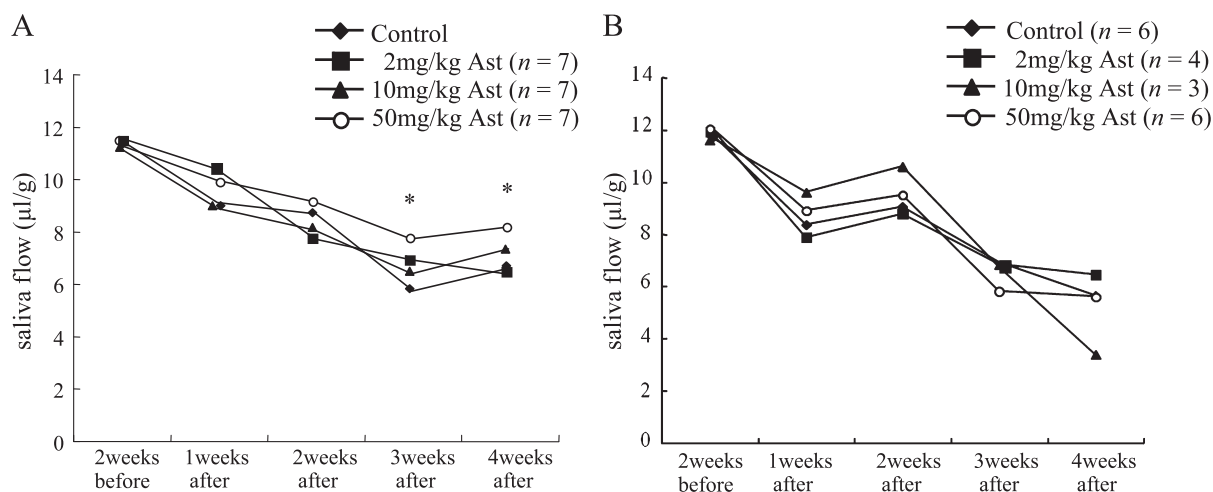 A
Control
2mg/kg Ast (n = 7)
10mg/kg Ast (n = 7)
50mg/kg Ast (n = 7)
saliva flow (μl/g)
14
12
10
8
6
4
2
0
*
*
2weeks before
1weeks after
2weeks after
3weeks after
4weeks after
B
Control (n = 6)
2mg/kg Ast (n = 4)
10mg/kg Ast (n = 3)
50mg/kg Ast (n = 6)
saliva flow (μl/g)
14
12
10
8
6
4
2
0
2weeks before
1weeks after
2weeks after
3weeks after
4weeks after